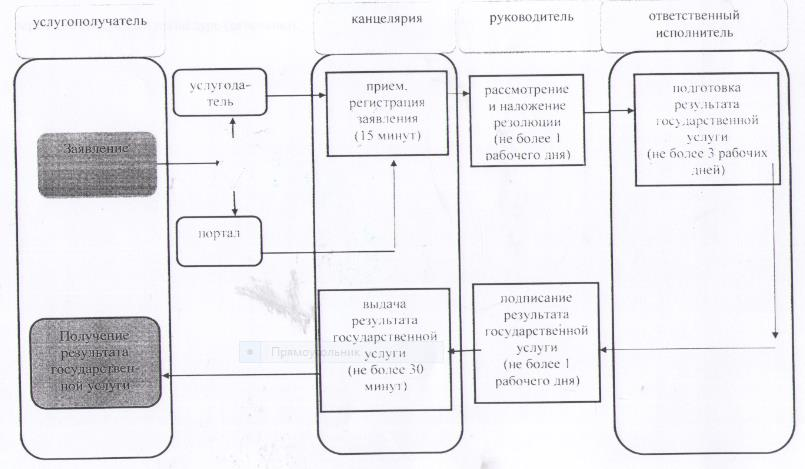 услугополучатель
канцелярия
руководитель
ответственный
исполнитель
услугода-
тель
прием,
регистрация
заявления
(15 минут)
рассмотрение
и наложение
резолюции
(не более 1
рабочего дня)
подготовка
результата
государственной
услуги
(не более 3 рабочих
дней)
Заявление
портал
выдача
результата
государственной
услуги
(не более 30
минут)
подписание
результата
государственной
услуги
(не более 1
рабочего дня)
Получение
результата
государствен-
ной услуги
Прямоугольник